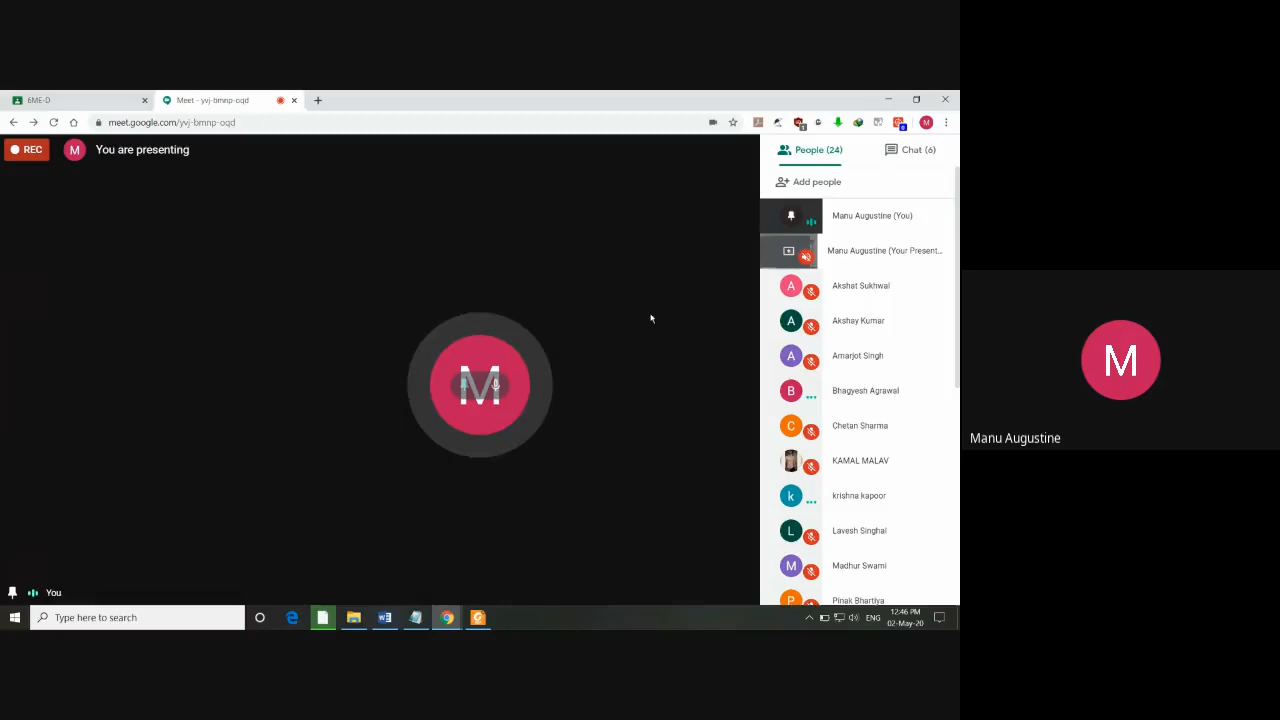 6ME-D
Meet - yvj-bmnp-oqd
meet.google.com/yvj-bmnp-oqd
REC
M
You are presenting
People (24)
Chat (6)
Add people
Manu Augustine (You)
Manu Augustine (Your Present...
A
Akshat Sukhwal
A
Akshay Kumar
A
Amarjot Singh
B
Bhagyesh Agrawal
C
Chetan Sharma
KAMAL MALAV
k
krishna kapoor
L
Lavesh Singhal
M
Madhur Swami
P
Pinak Bhartiya
M
You
M
Manu Augustine
Type here to search
ENG
12:46 PM
02-May-20